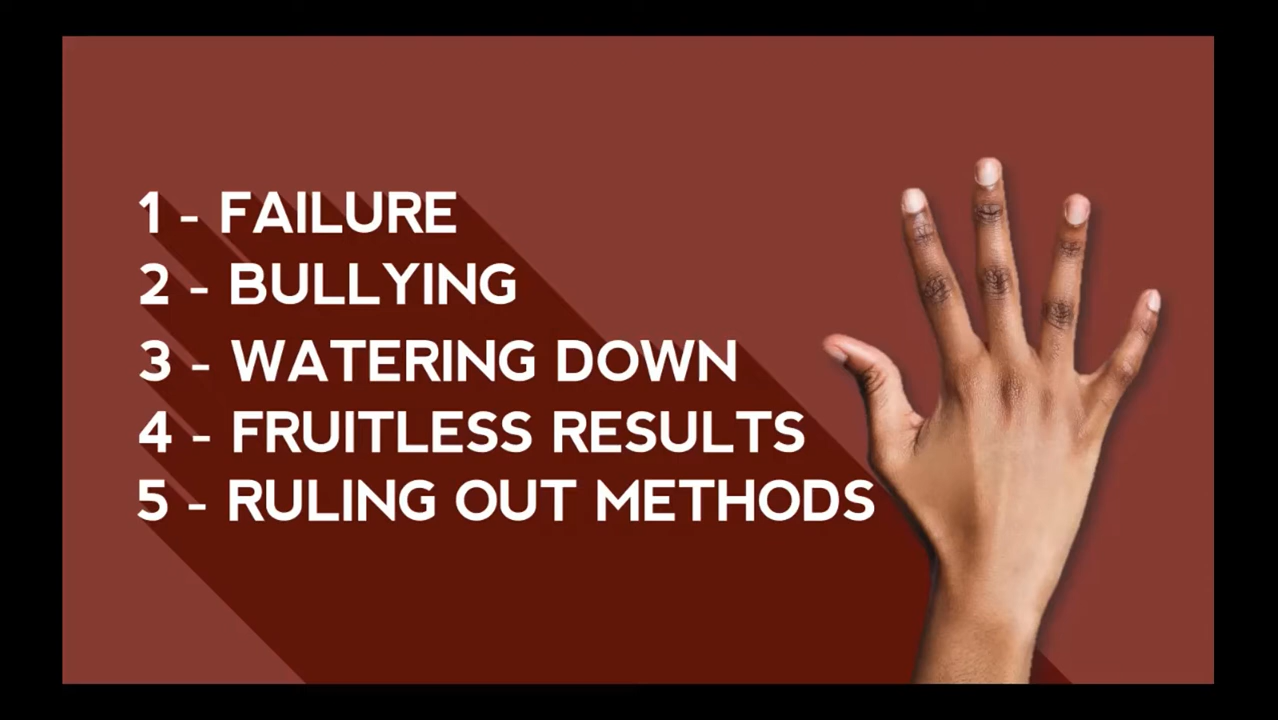 1 - FAILURE
2 - BULLYING
3 - WATERING DOWN
4 - FRUITLESS RESULTS
5 - RULING OUT METHODS